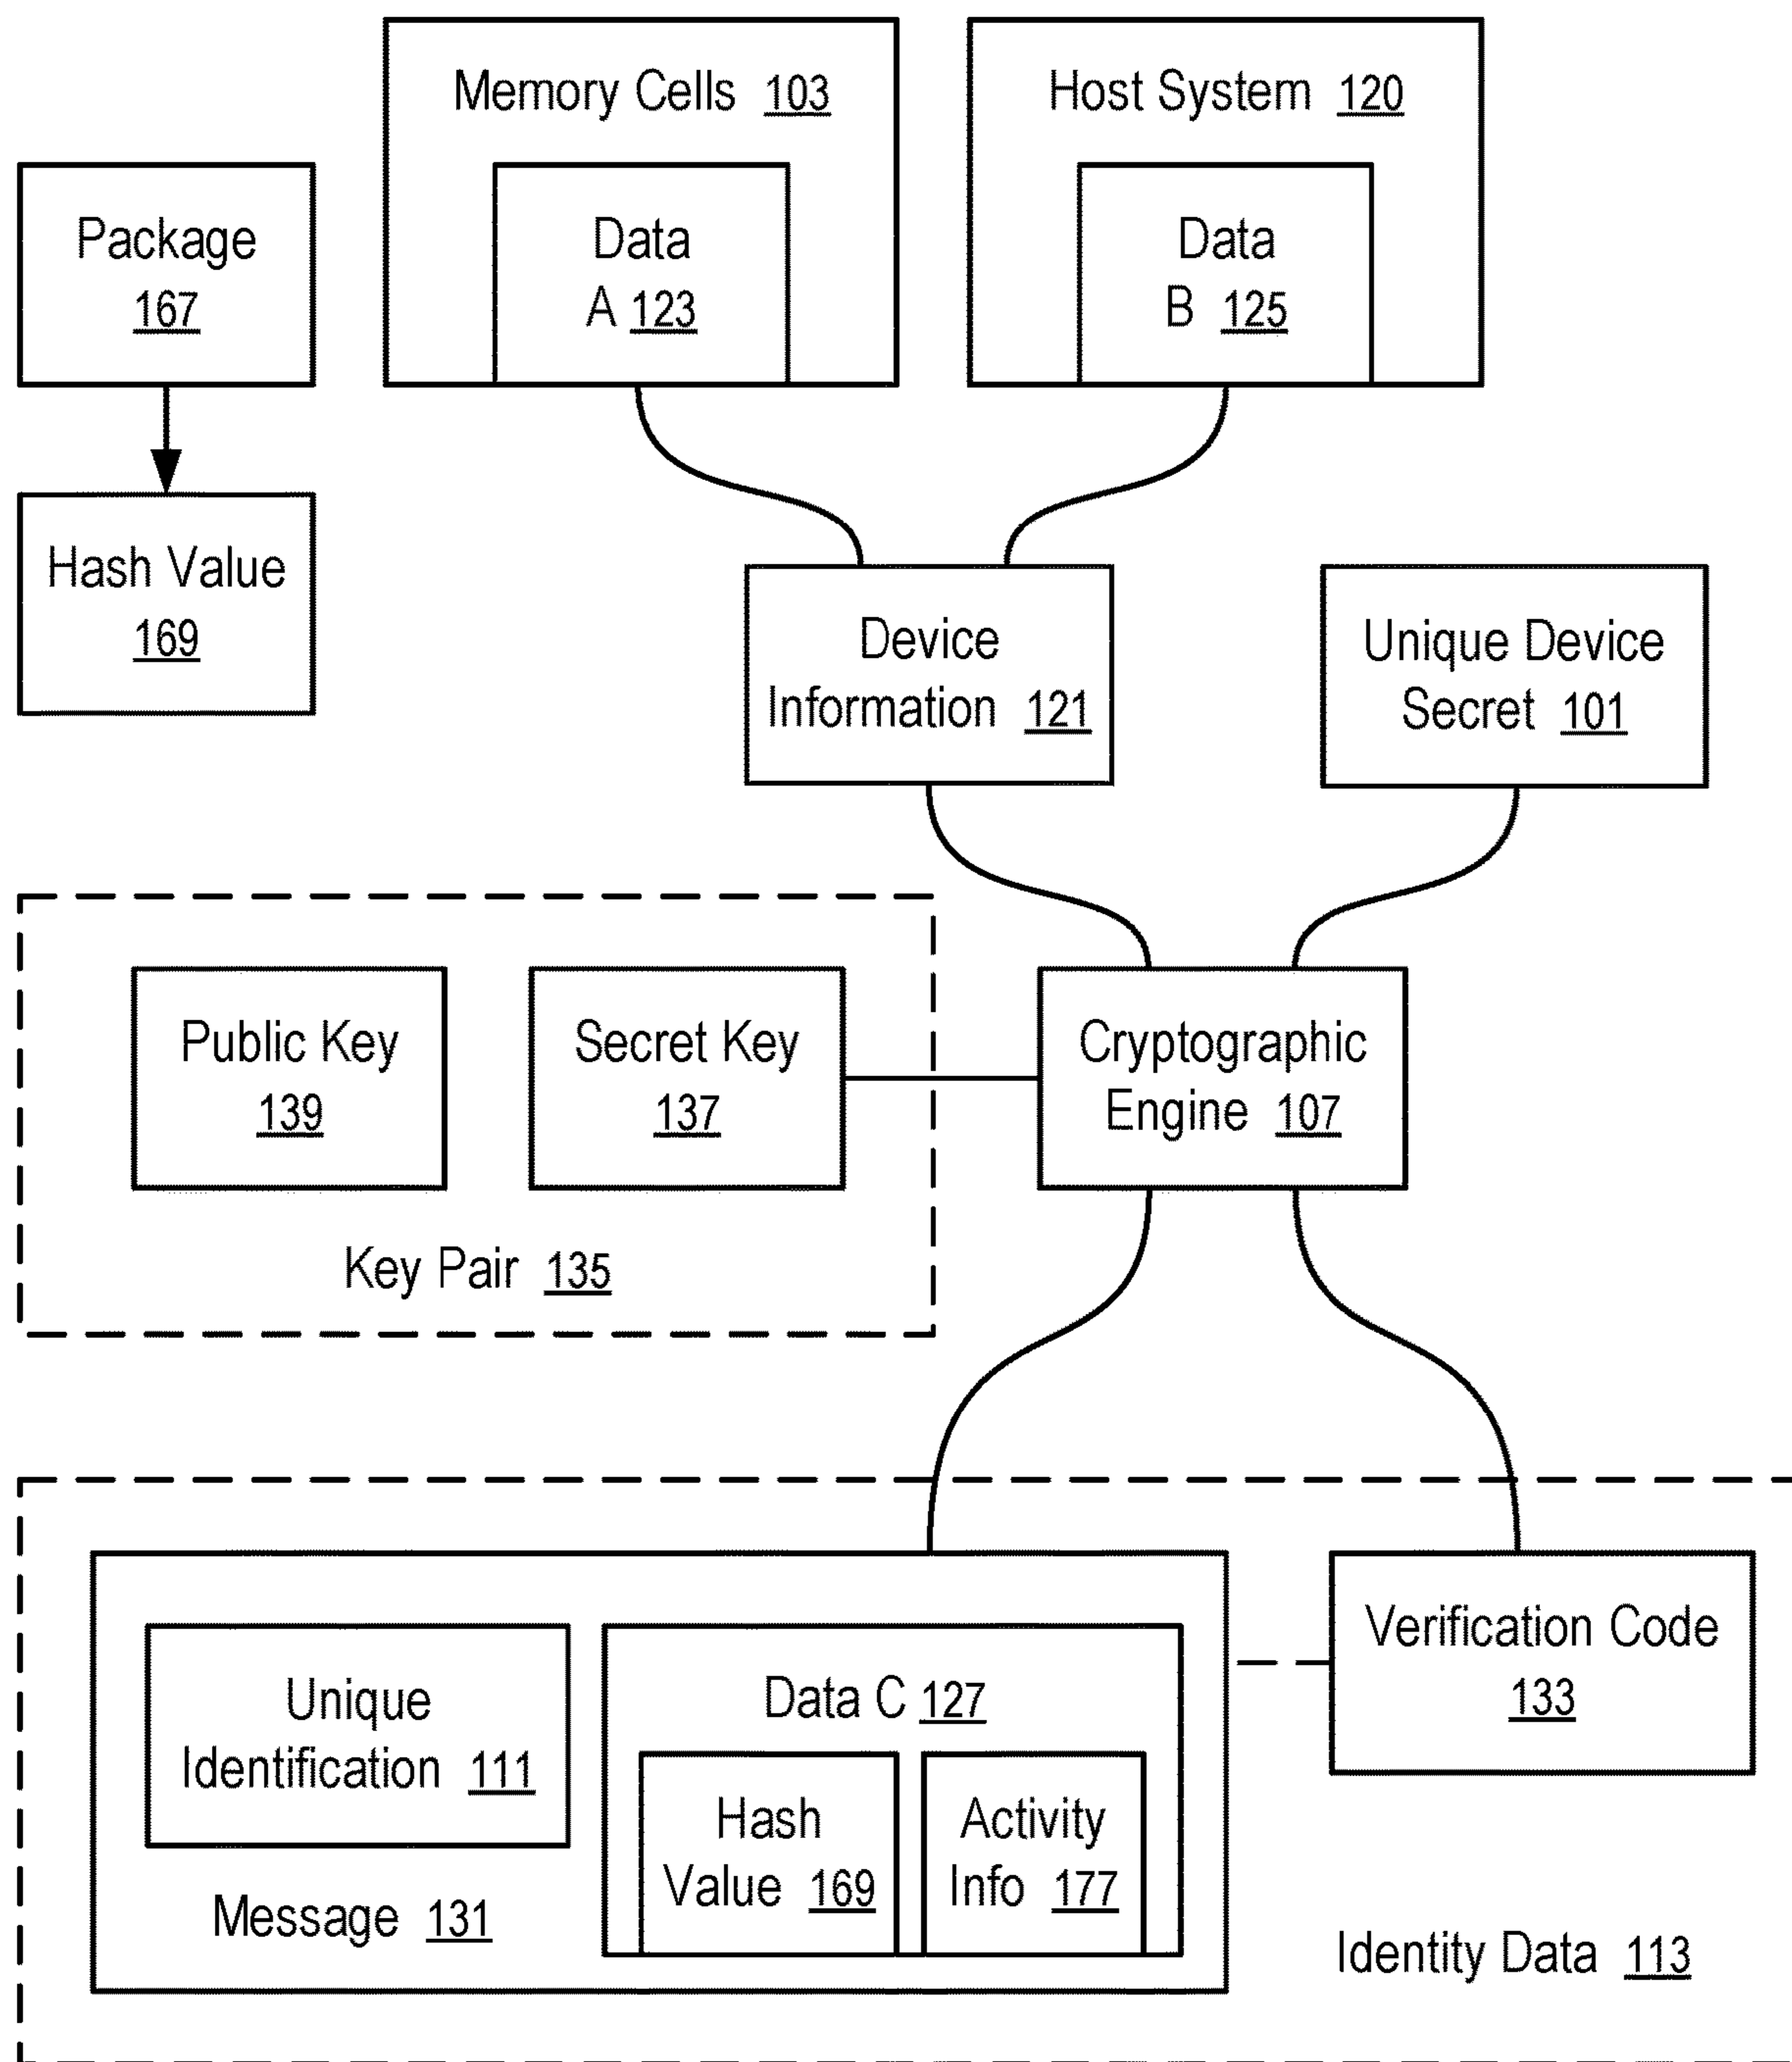 Memory Cells 103
Host System 120
Package
167
Data
A 123
Data
B 125
Hash Value
169
Device
Information 121
Unique Device
Secret 101
Public Key
139
Secret Key
137
Cryptographic
Engine 107
Key Pair 135
Unique
Identification 111
Data C 127
Hash
Value 169
Activity
Info 177
Message 131
Verification Code
133
Identity Data 113